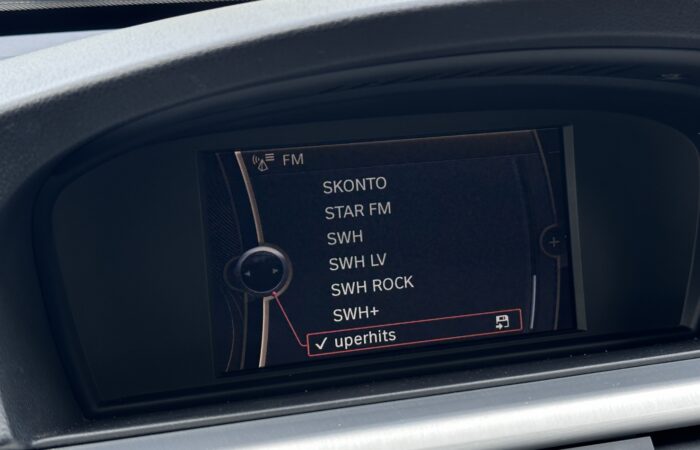 FM
SKONTO
STAR FM
SWH
SWH LV
SWH ROCK
SWH+
✓ uperhits